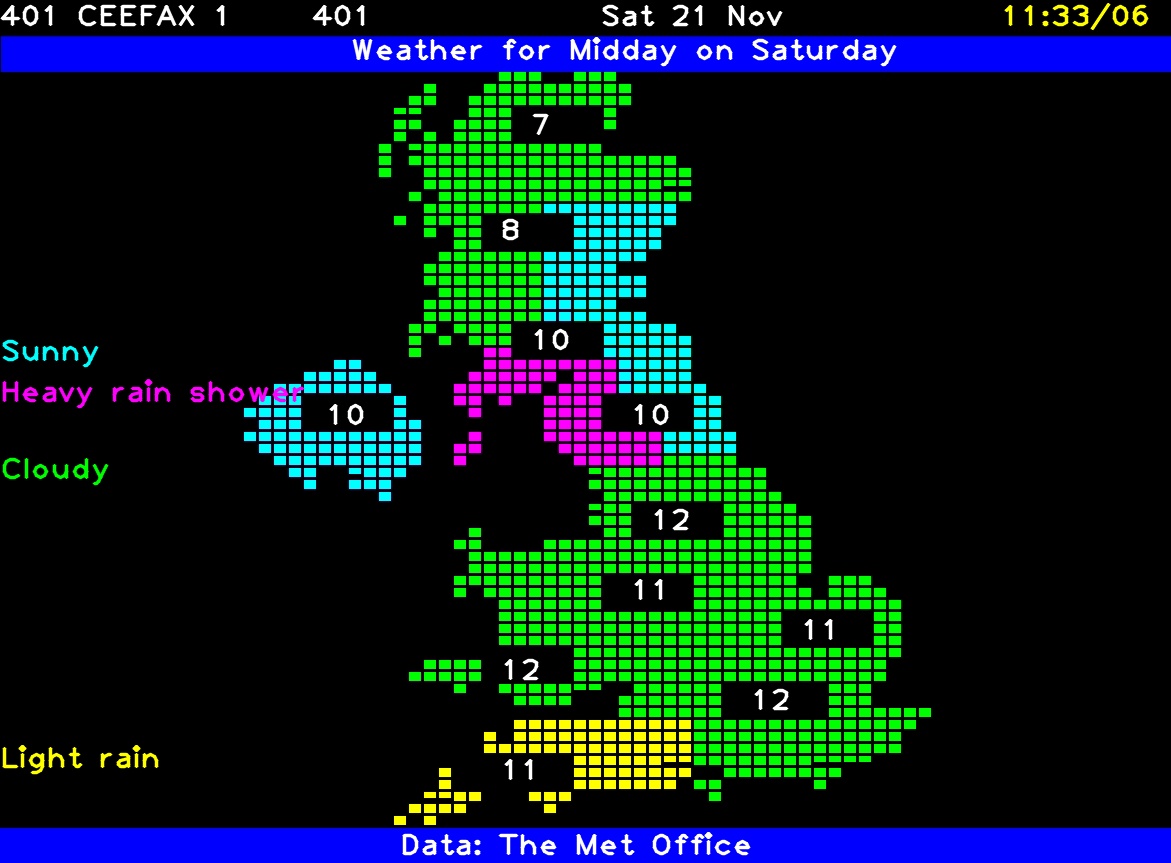 401 CEEFAX 1 401 Sat 21 Nov 11:33/06
Weather for Midday on Saturday
7
8
10
Sunny
Heavy rain shower
10 10
Cloudy
12
11
11
12
12
Light rain
11
Data: The Met Office